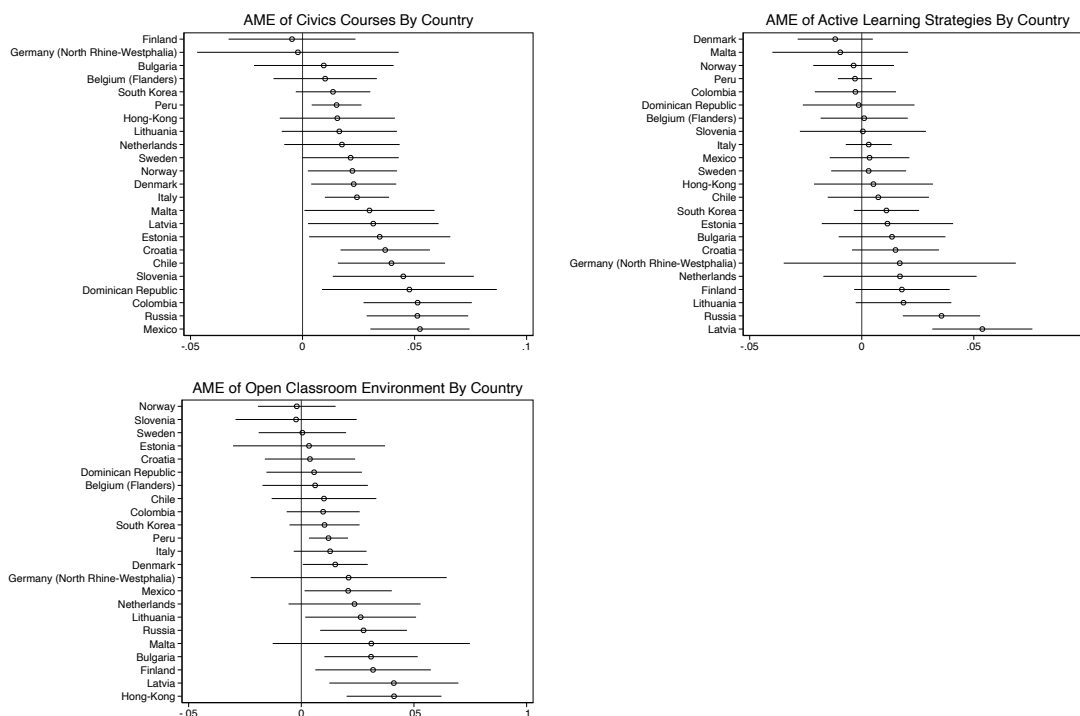 AME of Civics Courses By Country
Finland
Germany (North Rhine-Westphalia)
Bulgaria
Belgium (Flanders)
South Korea
Peru
Hong-Kong
Lithuania
Netherlands
Sweden
Norway
Denmark
Italy
Malta
Latvia
Estonia
Croatia
Chile
Slovenia
Dominican Republic
Colombia
Russia
Mexico
-.05 0 .05 .1
AME of Active Learning Strategies By Country
Denmark
Malta
Norway
Peru
Colombia
Dominican Republic
Belgium (Flanders)
Slovenia
Italy
Mexico
Sweden
Hong-Kong
Chile
South Korea
Estonia
Bulgaria
Croatia
Germany (North Rhine-Westphalia)
Netherlands
Finland
Lithuania
Russia
Latvia
-.05 0 .05
AME of Open Classroom Environment By Country
Norway
Slovenia
Sweden
Estonia
Croatia
Dominican Republic
Belgium (Flanders)
Chile
Colombia
South Korea
Peru
Italy
Denmark
Germany (North Rhine-Westphalia)
Mexico
Netherlands
Lithuania
Russia
Malta
Bulgaria
Finland
Latvia
Hong-Kong
-.05 0 .05 .1